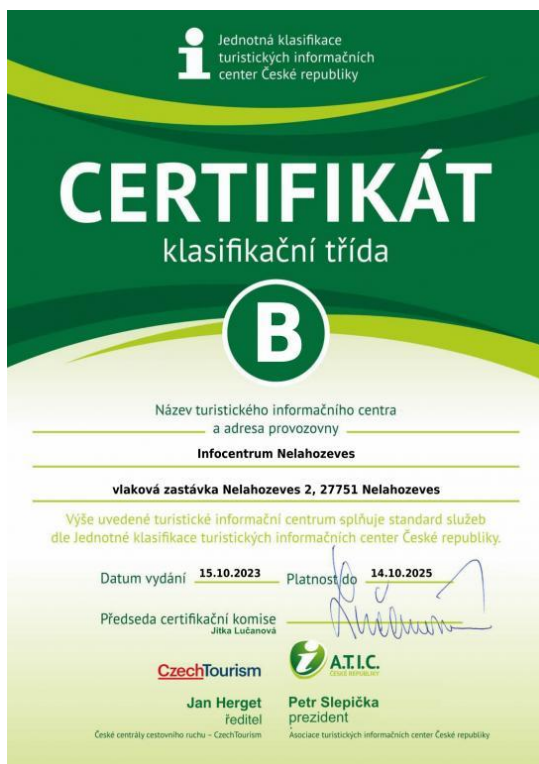 Jednotná klasifikace
turistických informačních
center České republiky
CERTIFIKÁT
klasifikační třída
B
Název turistického informačního centra
a adresa provozovny
Infocentrum Nelahozeves
vlaková zastávka Nelahozeves 2, 27751 Nelahozeves
Výše uvedené turistické informační centrum splňuje standard služeb
dle Jednotné klasifikace turistických informačních center České republiky.
Datum vydání 15.10.2023 Platnost do 14.10.2025
Předseda certifikační komise
Jitka Lučanová
CzechTourism
A.T.I.C.
ČESKÉ REPUBLIKY
Jan Herget
ředitel
České centrály cestovního ruchu – CzechTourism
Petr Slepička
prezident
Asociace turistických informačních center České republiky